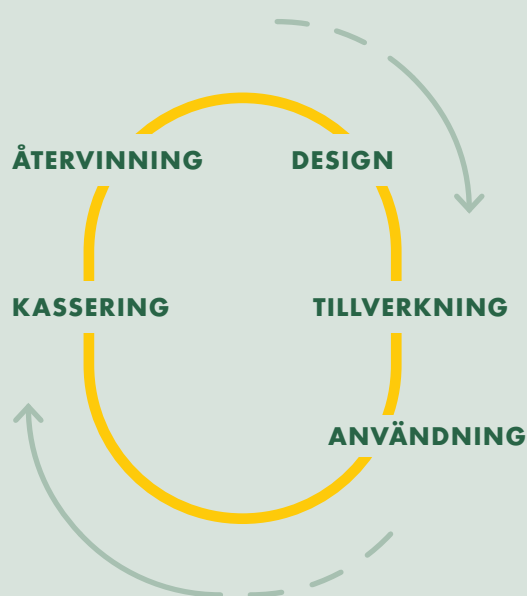 ÅTERVINNING
DESIGN
KASSERING
TILLVERKNING
ANVÄNDNING